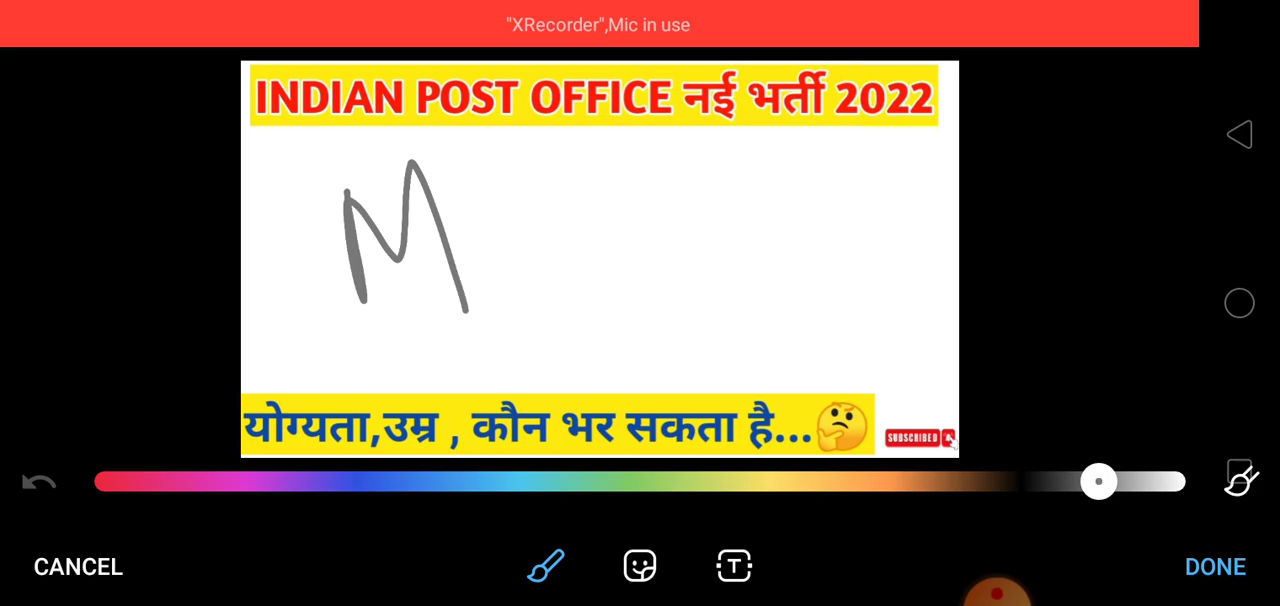 "XRecorder",Mic in use
INDIAN POST OFFICE नई भर्ती 2022
M
योग्यता,उम्र , कौन भर सकता है...🤔
SUBSCRIBED
CANCEL
T
DONE